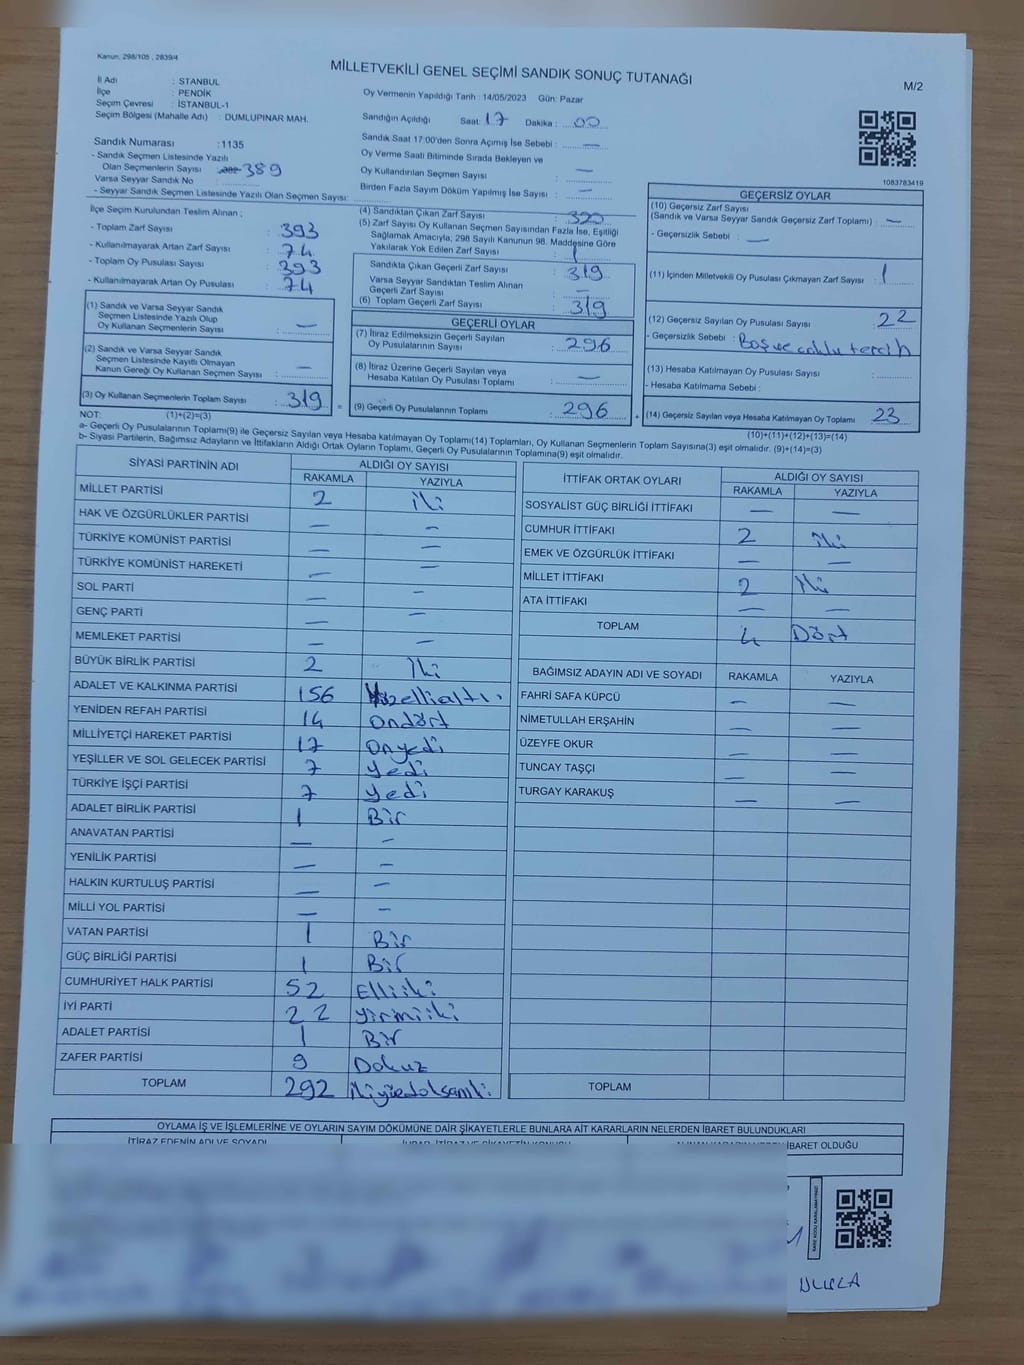 Kanun, 298/105 , 2839/4
MİLLETVEKİLİ GENEL SEÇİMİ SANDIK SONUÇ TUTANAĞI
M/2
İl Adı : STANBUL
İlçe : PENDİK
Seçim Çevresi : İSTANBUL-1
Seçim Bölgesi (Mahalle Adı) : DUMLUPINAR MAH.
Sandık Numarası :1135
- Sandık Seçmen Listesinde Yazılı
Olan Seçmenlerin Sayısı : 389
Varsa Seyyar Sandık No :
- Seyyar Sandık Seçmen Listesinde Yazılı Olan Seçmen Sayısı:
Oy Vermenin Yapıldığı Tarih : 14/05/2023 Gün: Pazar
Sandığın Açıldığı Saat: 17 Dakika : 00
Sandık Saat 17:00'den Sonra Açımış İse Sebebi : —
Oy Verme Saati Bitiminde Sırada Bekleyen ve
Oy Kullandırılan Seçmen Sayısı : —
Birden Fazla Sayım Döküm Yapılmış İse Sayısı : —
1083783419
İlçe Seçim Kurulundan Teslim Alınan ;
- Toplam Zarf Sayısı : 393
- Kullanılmayarak Artan Zarf Sayısı : 74
- Toplam Oy Pusulası Sayısı : 393
- Kullanılmayarak Artan Oy Pusulası : 74
(1) Sandık ve Varsa Seyyar Sandık
Seçmen Listesinde Yazılı Olup
Oy Kullanan Seçmenlerin Sayısı : —
(2) Sandık ve Varsa Seyyar Sandık
Seçmen Listesinde Kayıtlı Olmayan
Kanun Gereği Oy Kullanan Seçmen Sayısı : —
(3) Oy Kullanan Seçmenlerin Toplam Sayısı : 319
(4) Sandıktan Çıkan Zarf Sayısı : 320
(5) Zarf Sayısı Oy Kullanan Seçmen Sayısından Fazla İse, Eşitliği
Sağlamak Amacıyla; 298 Sayılı Kanunun 98. Maddesine Göre
Yakılarak Yok Edilen Zarf Sayısı : 1
Sandıkta Çıkan Geçerli Zarf Sayısı : 319
Varsa Seyyar Sandıktan Teslim Alınan
Geçerli Zarf Sayısı : —
(6) Toplam Geçerli Zarf Sayısı : 319
GEÇERLİ OYLAR
(7) İtiraz Edilmeksizin Geçerli Sayılan
Oy Pusulalarının Sayısı : 296
(8) İtiraz Üzerine Geçerli Sayılan veya
Hesaba Katılan Oy Pusulası Toplamı : —
= (9) Geçerli Oy Pusulalarının Toplamı : 296
GEÇERSİZ OYLAR
(10) Geçersiz Zarf Sayısı
(Sandık ve Varsa Seyyar Sandık Geçersiz Zarf Toplamı) : —
- Geçersizlik Sebebi : —
(11) İçinden Milletvekili Oy Pusulası Çıkmayan Zarf Sayısı : 1
(12) Geçersiz Sayılan Oy Pusulası Sayısı : 22
- Geçersizlik Sebebi : Boş ve çoklu tercih
(13) Hesaba Katılmayan Oy Pusulası Sayısı :
- Hesaba Katılmama Sebebi :
+ (14) Geçersiz Sayılan veya Hesaba Katılmayan Oy Toplamı : 23
NOT: (1)+(2)=(3)
(10)+(11)+(12)+(13)=(14)
a- Geçerli Oy Pusulalarının Toplamı(9) ile Geçersiz Sayılan veya Hesaba katılmayan Oy Toplamı(14) Toplamları, Oy Kullanan Seçmenlerin Toplam Sayısına(3) eşit olmalıdır. (9)+(14)=(3)
b- Siyasi Partilerin, Bağımsız Adayların ve İttifakların Aldığı Ortak Oyların Toplamı, Geçerli Oy Pusulalarının Toplamına(9) eşit olmalıdır.
SİYASİ PARTİNİN ADI ALDIĞI OY SAYISI
RAKAMLA YAZIYLA
MİLLET PARTİSİ 2 iki
HAK VE ÖZGÜRLÜKLER PARTİSİ — —
TÜRKİYE KOMÜNİST PARTİSİ — —
TÜRKİYE KOMÜNİST HAREKETİ — —
SOL PARTİ — —
GENÇ PARTİ — —
MEMLEKET PARTİSİ — —
BÜYÜK BİRLİK PARTİSİ 2 İki
ADALET VE KALKINMA PARTİSİ 156 Yüzellialtı
YENİDEN REFAH PARTİSİ 14 Ondört
MİLLİYETÇİ HAREKET PARTİSİ 17 Onyedi
YEŞİLLER VE SOL GELECEK PARTİSİ 7 Yedi
TÜRKİYE İŞÇİ PARTİSİ 7 Yedi
ADALET BİRLİK PARTİSİ 1 Bir
ANAVATAN PARTİSİ — —
YENİLİK PARTİSİ — —
HALKIN KURTULUŞ PARTİSİ — —
MİLLİ YOL PARTİSİ — —
VATAN PARTİSİ 1 Bir
GÜÇ BİRLİĞİ PARTİSİ 1 Bir
CUMHURİYET HALK PARTİSİ 52 Elliiki
İYİ PARTİ 22 Yirmiiki
ADALET PARTİSİ 1 Bir
ZAFER PARTİSİ 9 Dokuz
TOPLAM 292 İkiyüzdoksaniki
İTTİFAK ORTAK OYLARI ALDIĞI OY SAYISI
RAKAMLA YAZIYLA
SOSYALİST GÜÇ BİRLİĞİ İTTİFAKI — —
CUMHUR İTTİFAKI 2 iki
EMEK VE ÖZGÜRLÜK İTTİFAKI — —
MİLLET İTTİFAKI 2 İki
ATA İTTİFAKI — —
TOPLAM 4 Dört
BAĞIMSIZ ADAYIN ADI VE SOYADI RAKAMLA YAZIYLA
FAHRİ SAFA KÜPCÜ — —
NİMETULLAH ERŞAHİN — —
ÜZEYFE OKUR — —
TUNCAY TAŞÇI — —
TURGAY KARAKUŞ — —
TOPLAM
OYLAMA İŞ VE İŞLEMLERİNE VE OYLARIN SAYIM DÖKÜMÜNE DAİR ŞİKAYETLERLE BUNLARA AİT KARARLARIN NELERDEN İBARET BULUNDUKLARI
İTİRAZ EDENİN ADI VE SOYADI
İBARET OLDUĞU